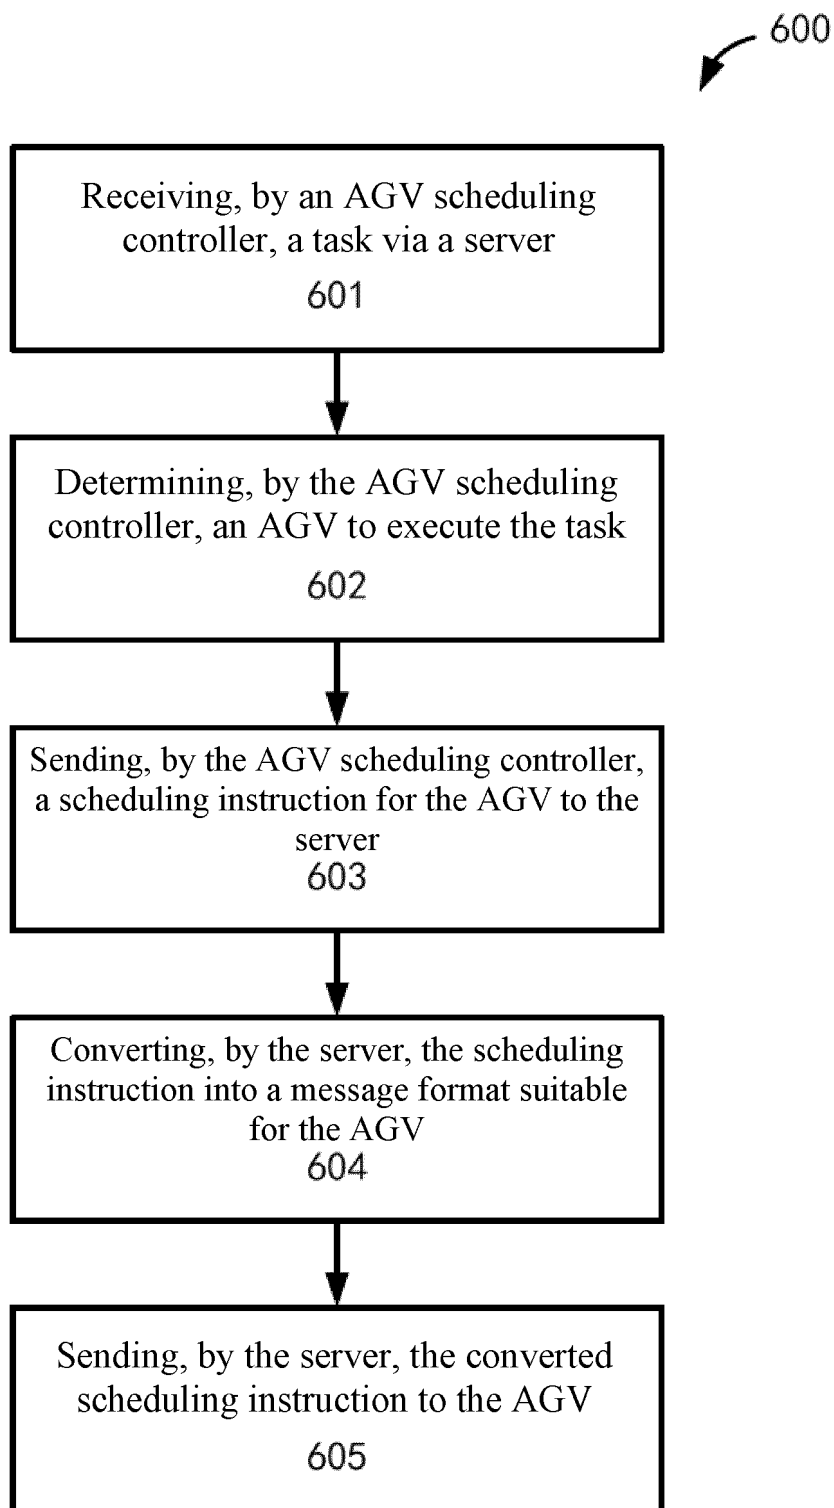 600
Receiving, by an AGV scheduling
controller, a task via a server
601
Determining, by the AGV scheduling
controller, an AGV to execute the task
602
Sending, by the AGV scheduling controller,
a scheduling instruction for the AGV to the
server
603
Converting, by the server, the scheduling
instruction into a message format suitable
for the AGV
604
Sending, by the server, the converted
scheduling instruction to the AGV
605